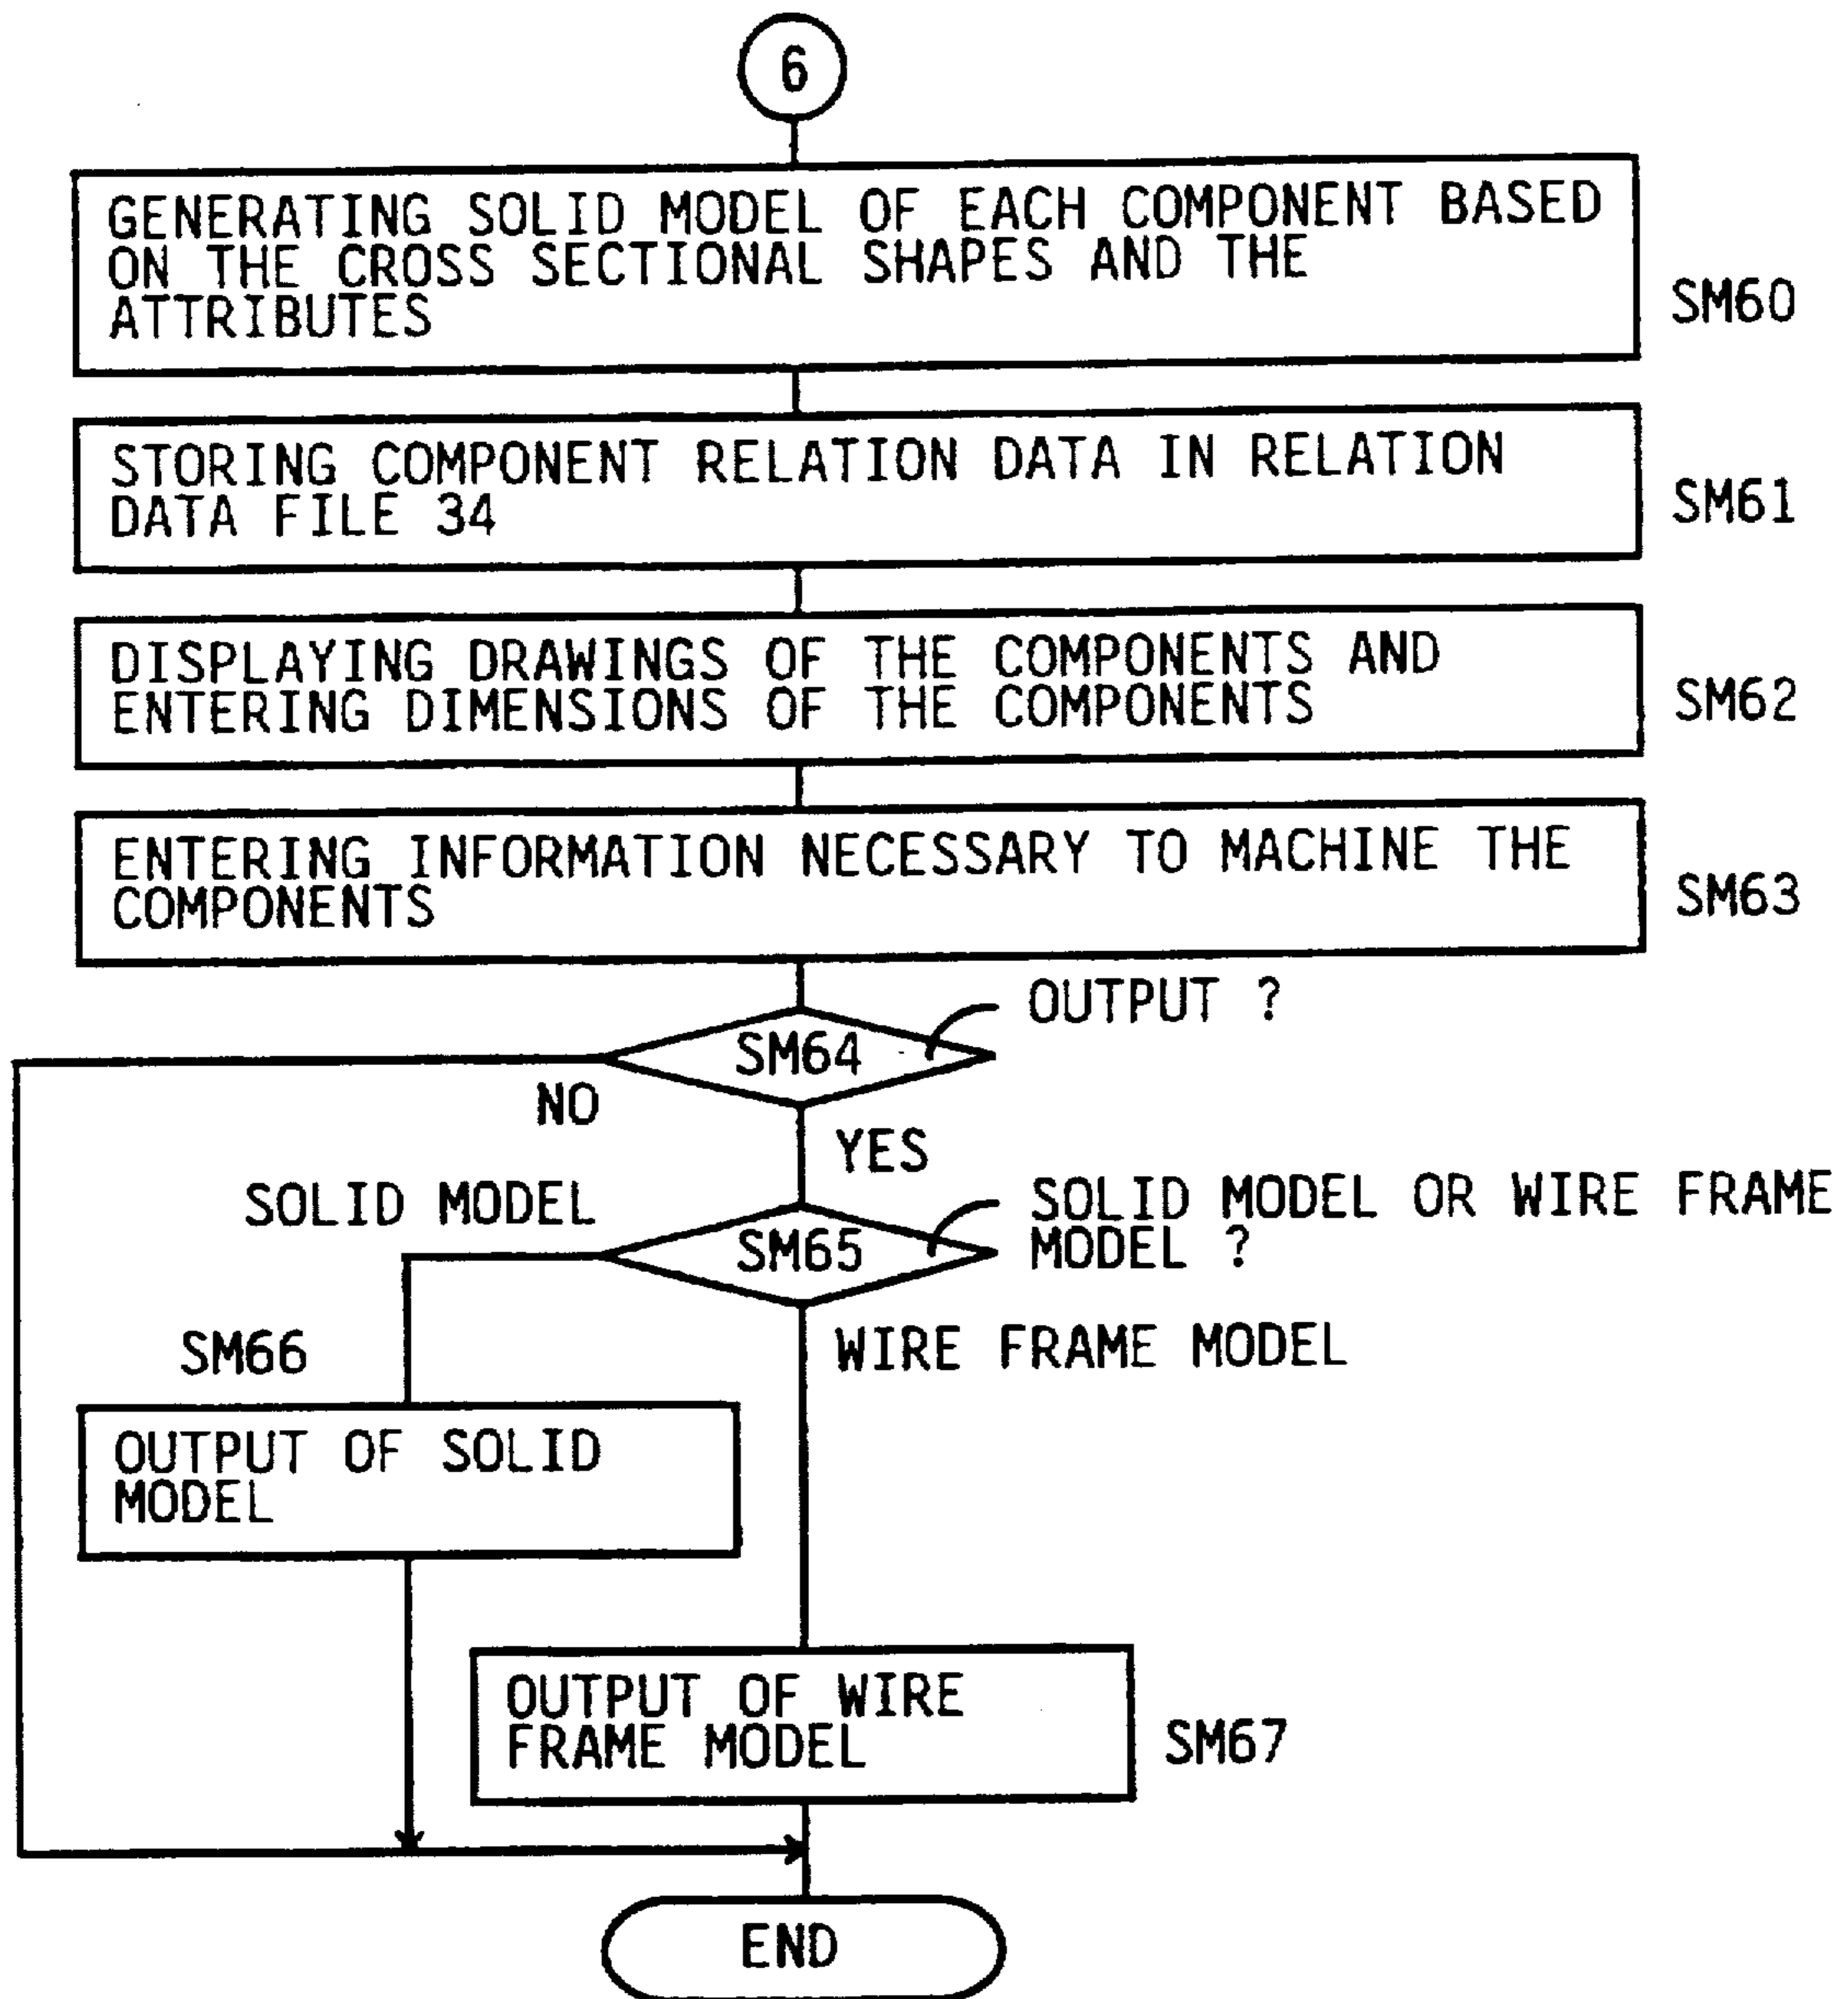 6
GENERATING SOLID MODEL OF EACH COMPONENT BASED
ON THE CROSS SECTIONAL SHAPES AND THE
ATTRIBUTES
SM60
STORING COMPONENT RELATION DATA IN RELATION
DATA FILE 34
SM61
DISPLAYING DRAWINGS OF THE COMPONENTS AND
ENTERING DIMENSIONS OF THE COMPONENTS
SM62
ENTERING INFORMATION NECESSARY TO MACHINE THE
COMPONENTS
SM63
OUTPUT ?
SM64
NO
YES
SOLID MODEL
SOLID MODEL OR WIRE FRAME
MODEL ?
SM65
WIRE FRAME MODEL
SM66
OUTPUT OF SOLID
MODEL
OUTPUT OF WIRE
FRAME MODEL
SM67
END